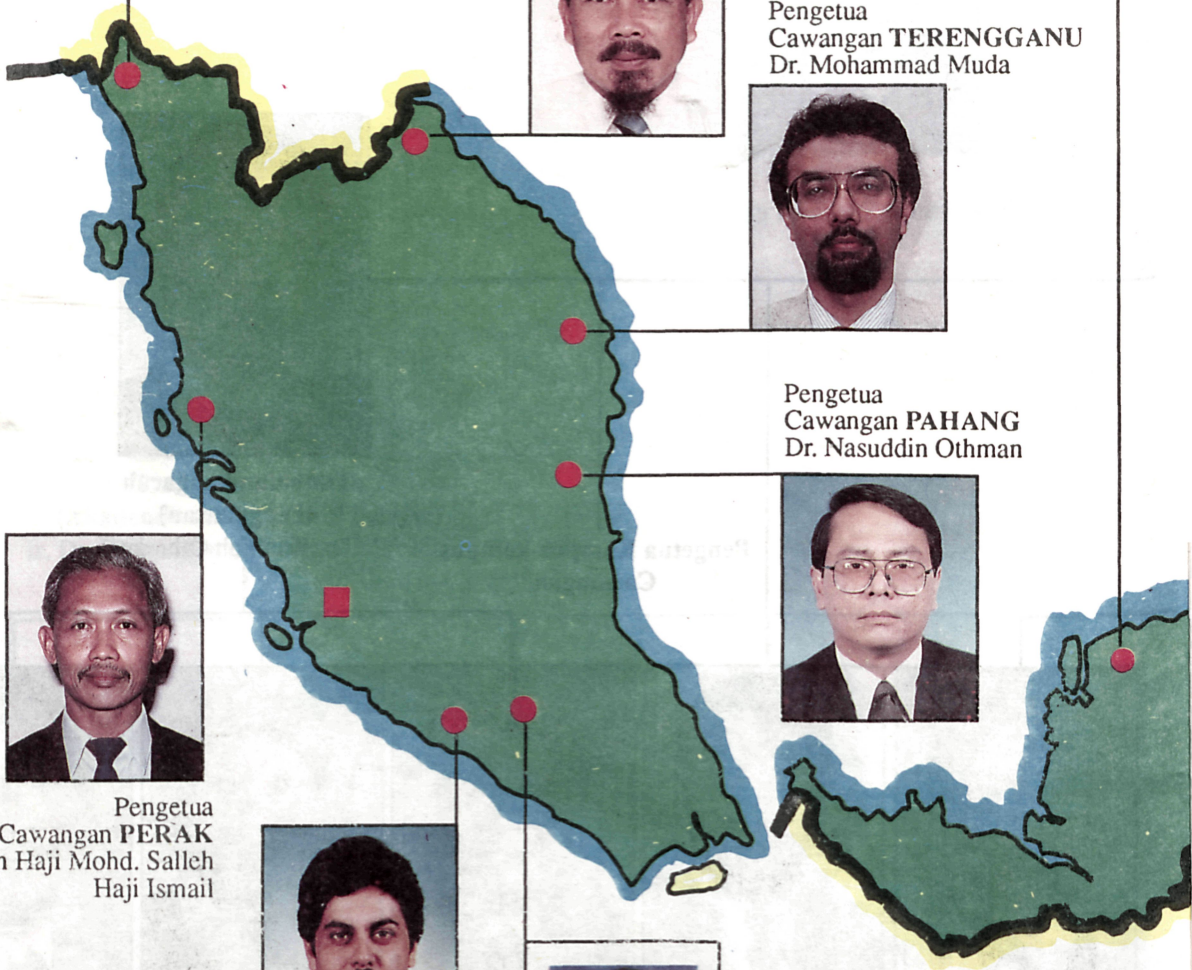 Pengetua
Cawangan TERENGGANU
Dr. Mohammad Muda
Pengetua
Cawangan PAHANG
Dr. Nasuddin Othman
Pengetua
Cawangan PERAK
Haji Mohd. Salleh
Haji Ismail